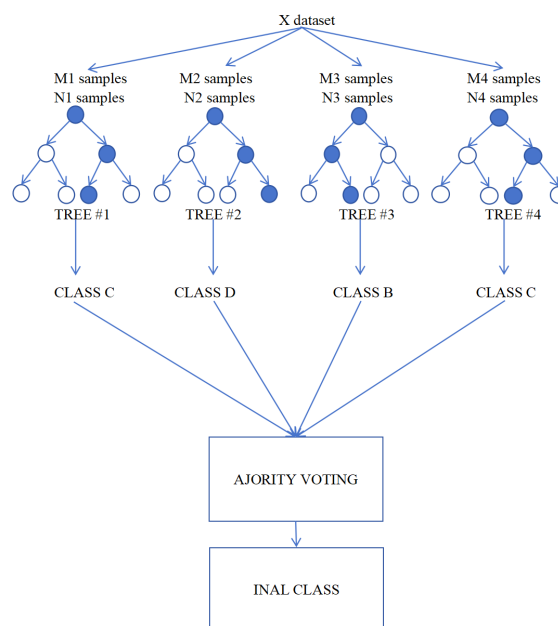 X dataset
M1 samples
N1 samples
M2 samples
N2 samples
M3 samples
N3 samples
M4 samples
N4 samples
TREE #1
TREE #2
TREE #3
TREE #4
CLASS C
CLASS D
CLASS B
CLASS C
AJORITY VOTING
INAL CLASS